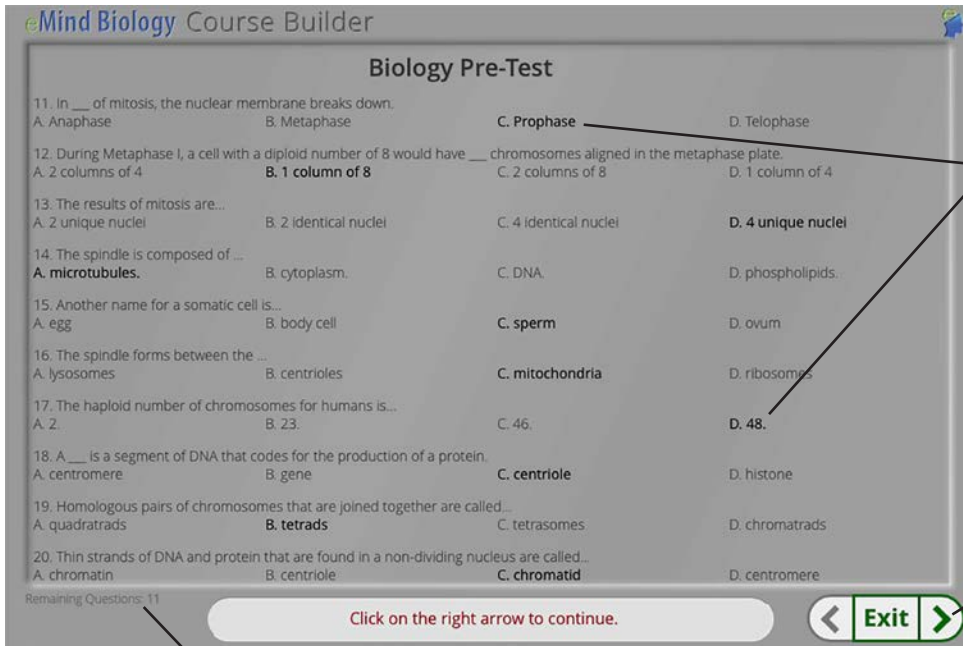 eMind Biology Course Builder
Biology Pre-Test
11. In __ of mitosis, the nuclear membrane breaks down.
A. Anaphase B. Metaphase C. Prophase D. Telophase
12. During Metaphase I, a cell with a diploid number of 8 would have __ chromosomes aligned in the metaphase plate.
A. 2 columns of 4 B. 1 column of 8 C. 2 columns of 8 D. 1 column of 4
13. The results of mitosis are...
A. 2 unique nuclei B. 2 identical nuclei C. 4 identical nuclei D. 4 unique nuclei
14. The spindle is composed of ...
A. microtubules. B. cytoplasm. C. DNA. D. phospholipids.
15. Another name for a somatic cell is...
A. egg B. body cell C. sperm D. ovum
16. The spindle forms between the ...
A. lysosomes B. centrioles C. mitochondria D. ribosomes
17. The haploid number of chromosomes for humans is...
A. 2. B. 23. C. 46. D. 48.
18. A __ is a segment of DNA that codes for the production of a protein.
A. centromere B. gene C. centriole D. histone
19. Homologous pairs of chromosomes that are joined together are called...
A. quadratrads B. tetrads C. tetrasomes D. chromatrads
20. Thin strands of DNA and protein that are found in a non-dividing nucleus are called...
A. chromatin B. centriole C. chromatid D. centromere
Remaining Questions: 11
Click on the right arrow to continue.
Exit